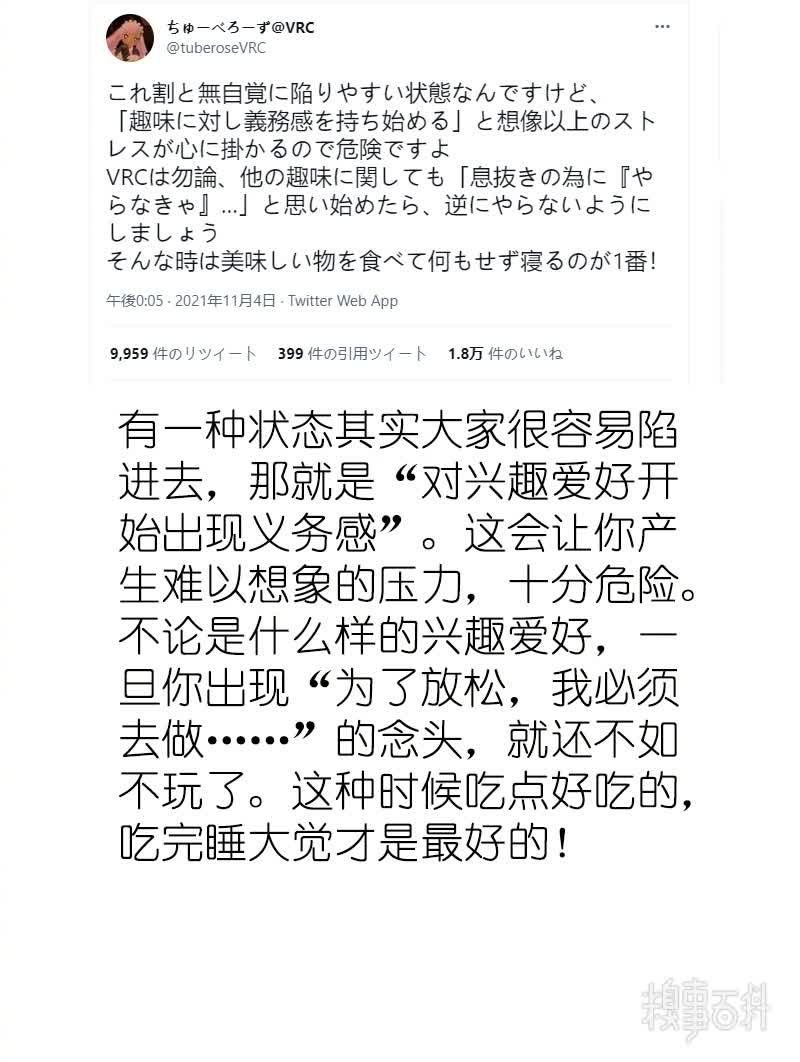 ちゅーべろーず@VRC
@tuberoseVRC
これ割と無自覚に陥りやすい状態なんですけど、
「趣味に対し義務感を持ち始める」と想像以上のスト
レスが心に掛かるので危険ですよ
VRCは勿論、他の趣味に関しても「息抜きの為に『や
らなきゃ』...」と思い始めたら、逆にやらないように
しましょう
そんな時は美味しい物を食べて何もせず寝るのが1番!
午後0:05 · 2021年11月4日 · Twitter Web App
9,959 件のリツイート 399 件の引用ツイート 1.8万 件のいいね
有一种状态其实大家很容易陷
进去，那就是“对兴趣爱好开
始出现义务感”。这会让你产
生难以想象的压力，十分危险。
不论是什么样的兴趣爱好，一
旦你出现“为了放松，我必须
去做……”的念头，就还不如
不玩了。这种时候吃点好吃的，
吃完睡大觉才是最好的！
糗事百科